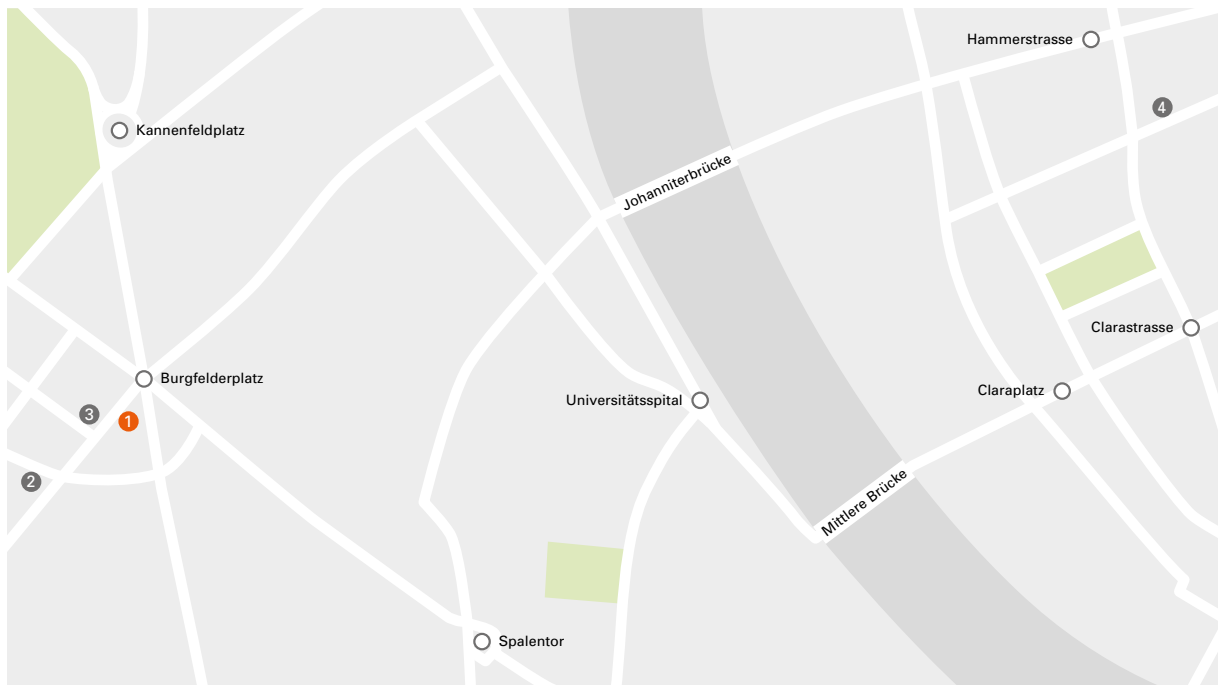 Hammerstrasse
4
Kannenfeldplatz
Johanniterbrücke
Clarastrasse
Burgfelderplatz
Claraplatz
Universitätsspital
3
1
2
Mittlere Brücke
Spalentor